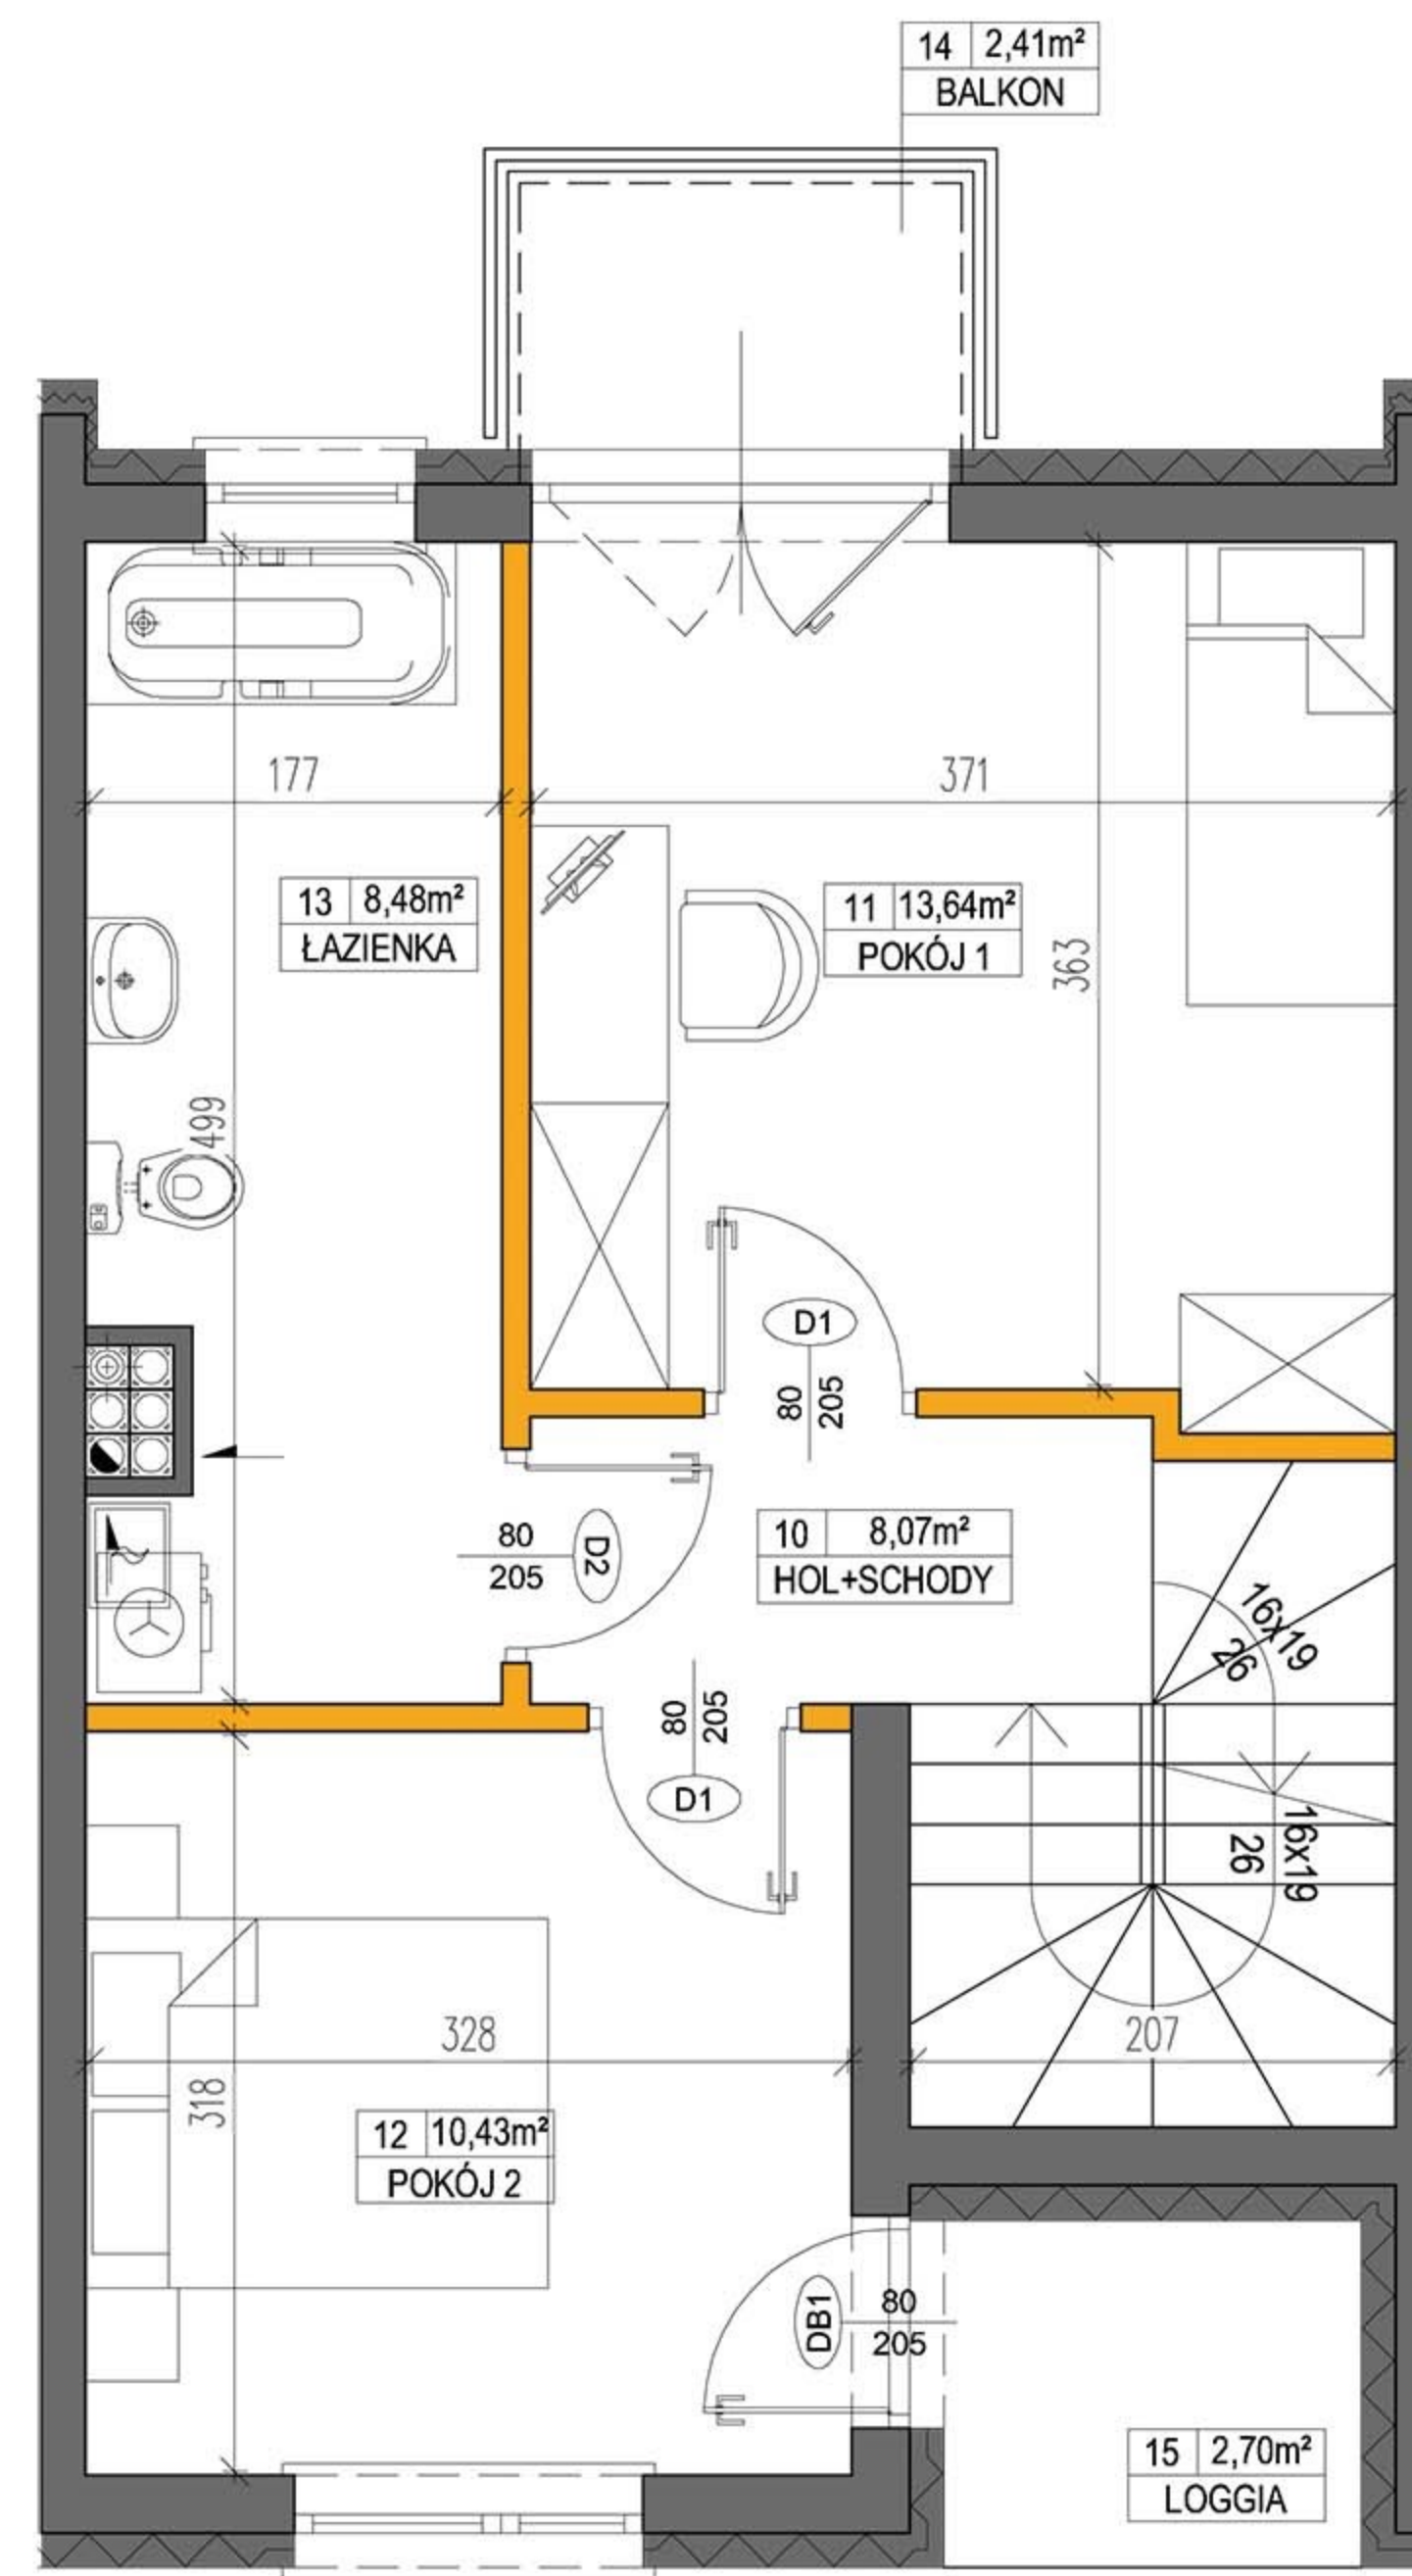 14 2,41m²
BALKON
177
371
13 8,48m²
ŁAZIENKA
11 13,64m²
POKÓJ 1
363
499
D1
80
205
80
205
D2
10 8,07m²
HOL+SCHODY
16x19
26
80
205
D1
16x19
26
328
207
318
12 10,43m²
POKÓJ 2
DB1
80
205
15 2,70m²
LOGGIA